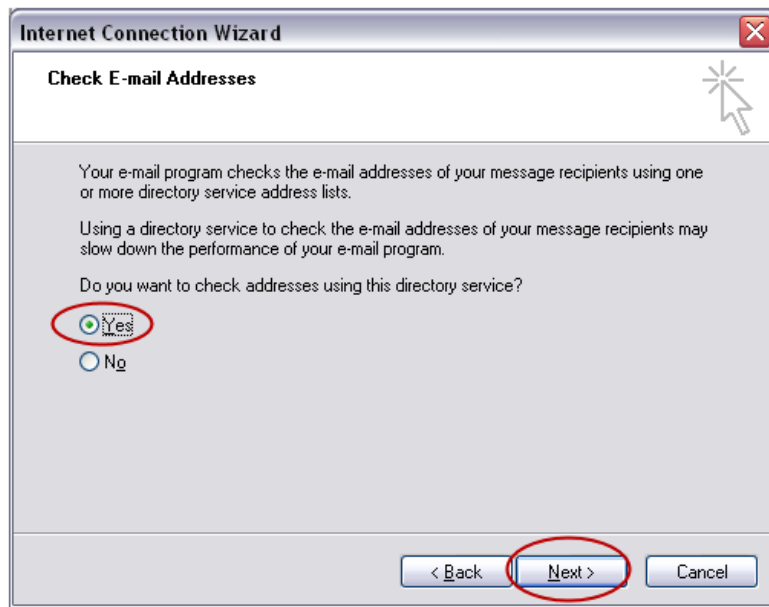 Internet Connection Wizard
Check E-mail Addresses
Your e-mail program checks the e-mail addresses of your message recipients using one
or more directory service address lists.
Using a directory service to check the e-mail addresses of your message recipients may
slow down the performance of your e-mail program.
Do you want to check addresses using this directory service?
Yes
No
< Back
Next >
Cancel